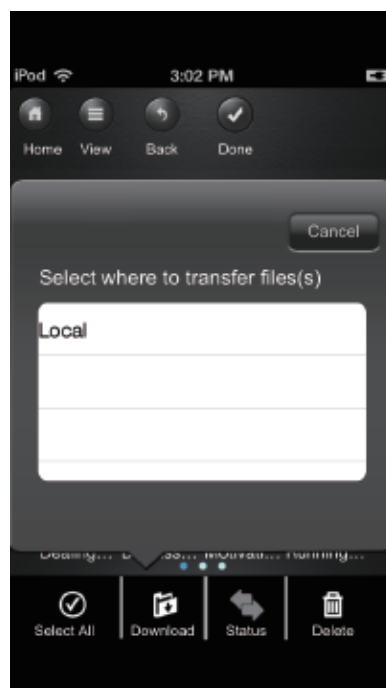 iPod 3:02 PM
Home View Back Done
Cancel
Select where to transfer files(s)
Local
Select All Download Status Delete